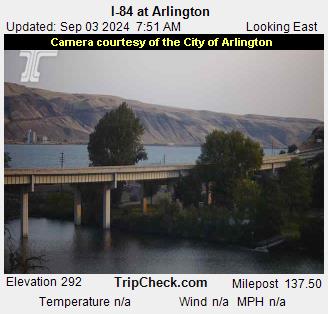 I-84 at Arlington
Updated: Sep 03 2024 7:51 AM Looking East
Camera courtesy of the City of Arlington
Elevation 292 TripCheck.com Milepost 137.50
Temperature n/a Wind n/a MPH n/a